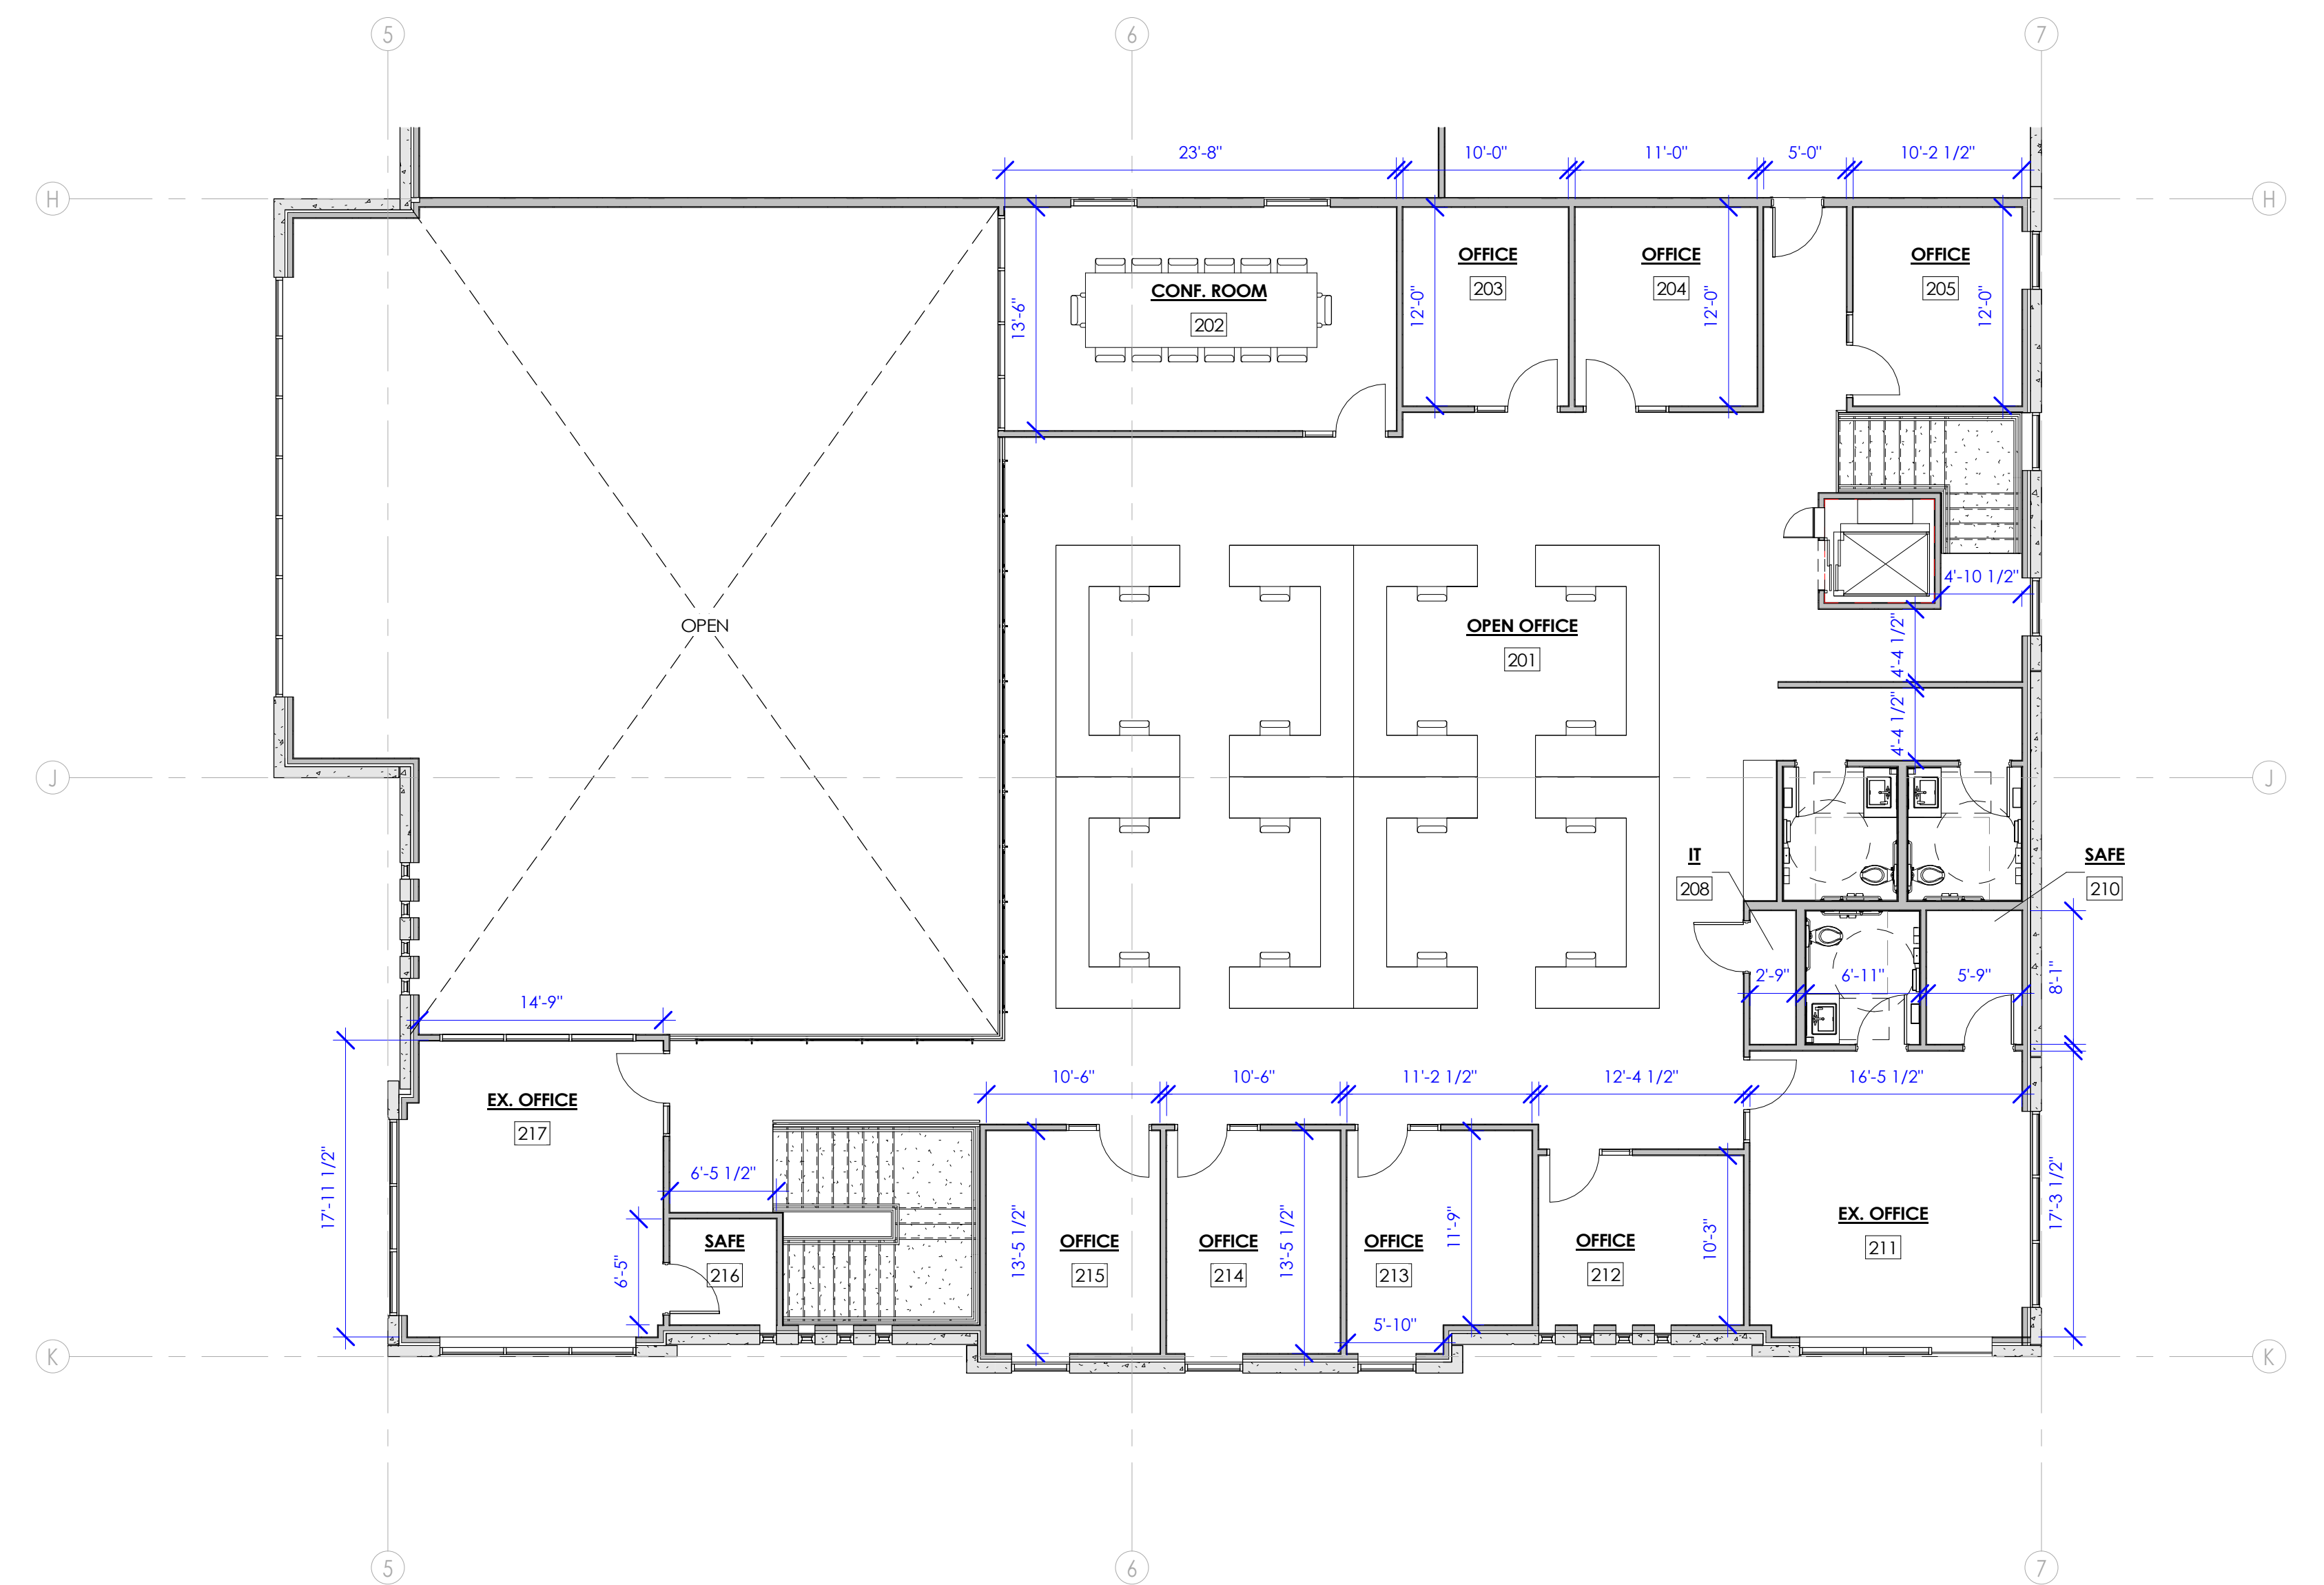 5 6 7
23'-8" 10'-0" 11'-0" 5'-0" 10'-2 1/2"
H H
OFFICE OFFICE OFFICE
203 204 205
CONF. ROOM
202
13'-6" 12'-0" 12'-0" 12'-0"
4'-10 1/2"
OPEN
OPEN OFFICE
201
4'-4 1/2"
4'-4 1/2"
J J
IT SAFE
208 210
2'-9" 6'-11" 5'-9" 8'-1"
14'-9"
10'-6" 10'-6" 11'-2 1/2" 12'-4 1/2" 16'-5 1/2"
EX. OFFICE
217
17'-11 1/2"
6'-5 1/2"
17'-3 1/2"
EX. OFFICE
211
SAFE OFFICE OFFICE OFFICE OFFICE
216 215 214 213 212
6'-5" 13'-5 1/2" 13'-5 1/2" 11'-9" 10'-3"
5'-10"
K K
5 6 7